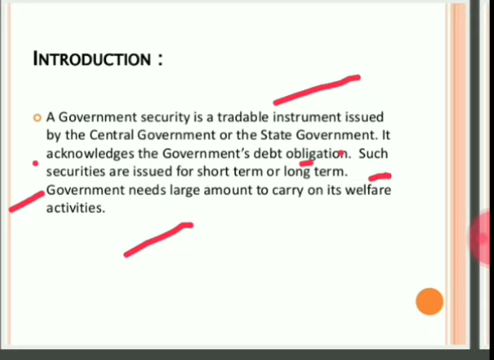 INTRODUCTION :
A Government security is a tradable instrument issued
by the Central Government or the State Government. It
acknowledges the Government's debt obligation. Such
securities are issued for short term or long term.
Government needs large amount to carry on its welfare
activities.